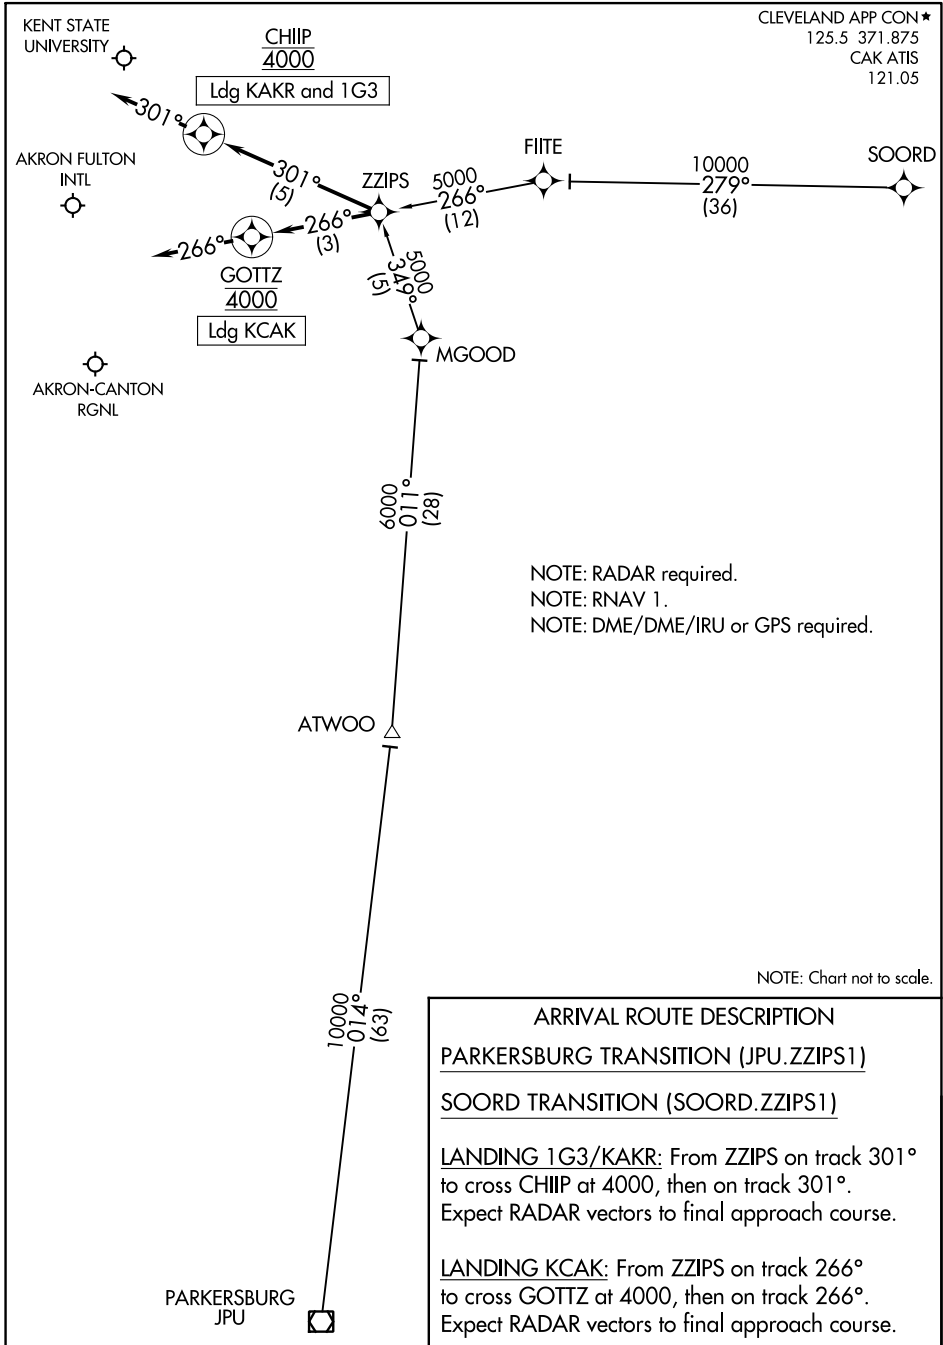 KENT STATE
UNIVERSITY
CHIIP
4000
Ldg KAKR and 1G3
CLEVELAND APP CON★
125.5 371.875
CAK ATIS
121.05
301°
AKRON FULTON
INTL
301°
(5)
ZZIPS
5000
266°
(12)
FIITE
10000
279°
(36)
SOORD
266°
266°
(3)
GOTTZ
4000
Ldg KCAK
5000
349°
(5)
MGOOD
AKRON-CANTON
RGNL
6000
011°
(28)
NOTE: RADAR required.
NOTE: RNAV 1.
NOTE: DME/DME/IRU or GPS required.
ATWOO
10000
014°
(63)
NOTE: Chart not to scale.
PARKERSBURG
JPU
ARRIVAL ROUTE DESCRIPTION
PARKERSBURG TRANSITION (JPU.ZZIPS1)
SOORD TRANSITION (SOORD.ZZIPS1)
LANDING 1G3/KAKR: From ZZIPS on track 301°
to cross CHIIP at 4000, then on track 301°.
Expect RADAR vectors to final approach course.
LANDING KCAK: From ZZIPS on track 266°
to cross GOTTZ at 4000, then on track 266°.
Expect RADAR vectors to final approach course.